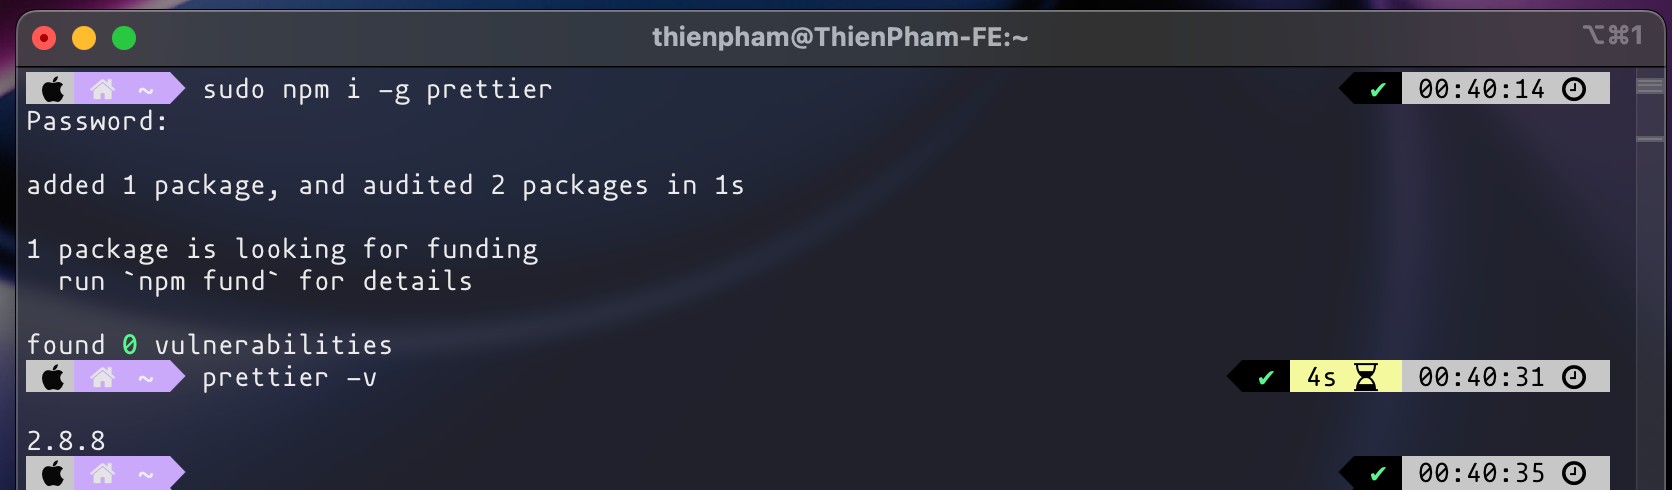 thienpham@ThienPham-FE:~ ⌥⌘1
~ sudo npm i -g prettier ✔ 00:40:14
Password:
added 1 package, and audited 2 packages in 1s
1 package is looking for funding
run `npm fund` for details
found 0 vulnerabilities
~ prettier -v ✔ 4s 00:40:31
2.8.8
~ ✔ 00:40:35